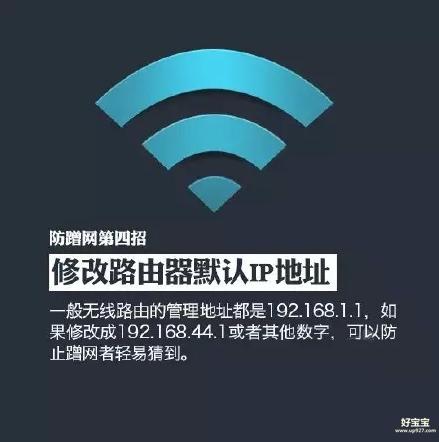 防蹭网第四招
修改路由器默认IP地址
一般无线路由的管理地址都是192.168.1.1，如
果修改成192.168.44.1或者其他数字，可以防
止蹭网者轻易猜到。
好宝宝
www.up927.com